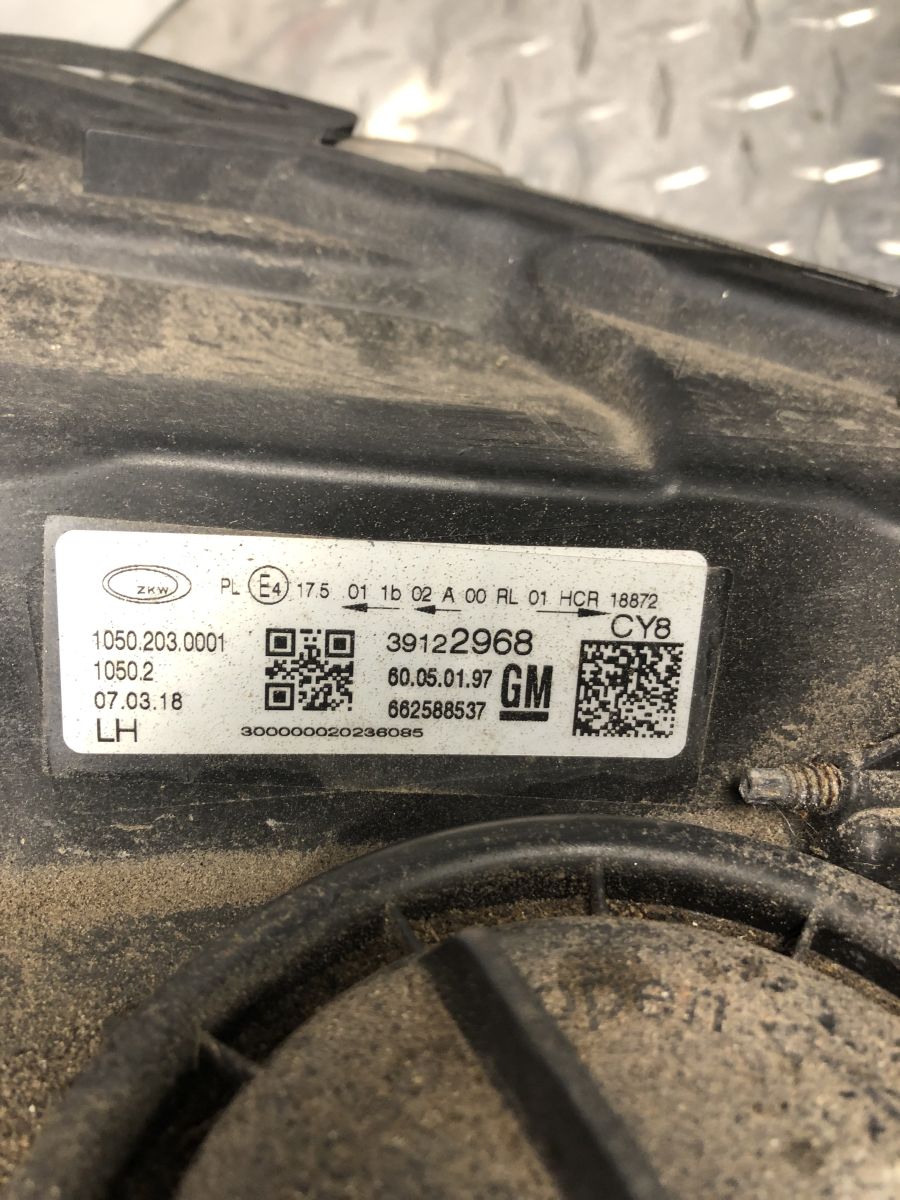 ZKW
PL E4 17.5 01 1b 02 A 00 RL 01 HCR 18872
CY8
1050.203.0001
39122968
1050.2
60.05.01.97
GM
07.03.18
662588537
LH
300000020236085